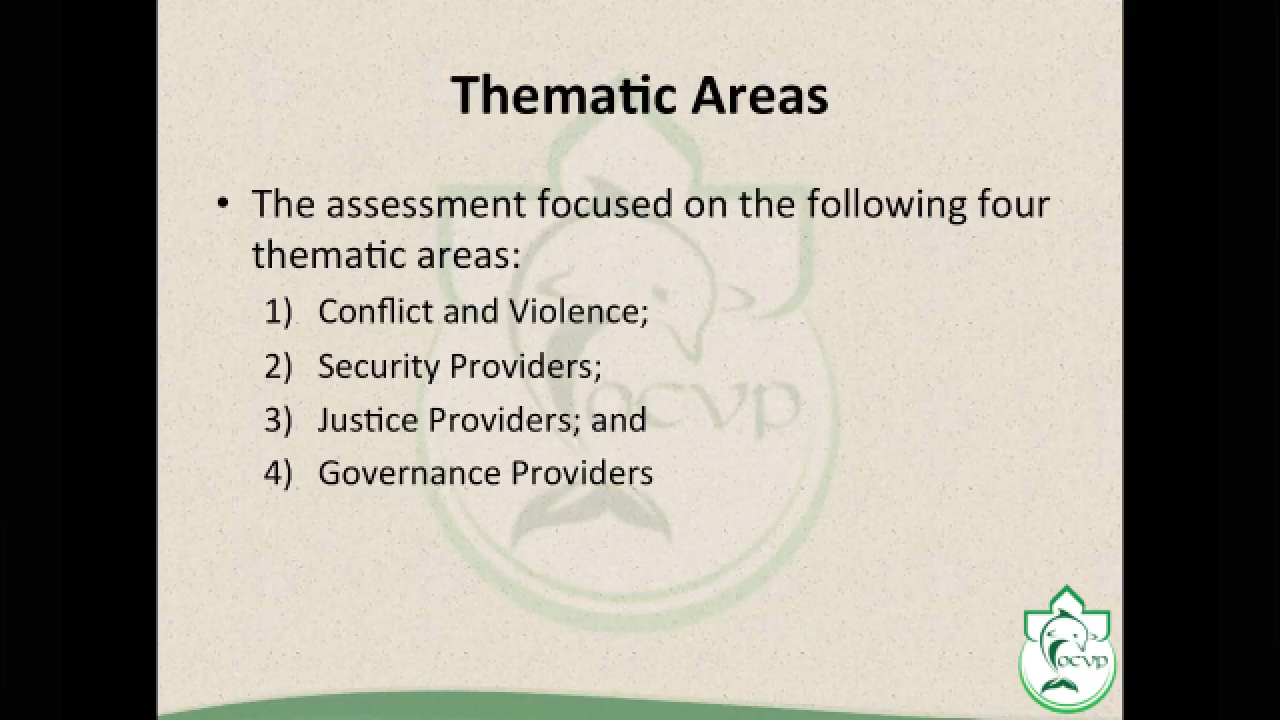 Thematic Areas
• The assessment focused on the following four
thematic areas:
1) Conflict and Violence;
2) Security Providers;
3) Justice Providers; and
4) Governance Providers
ocvp
ocvp